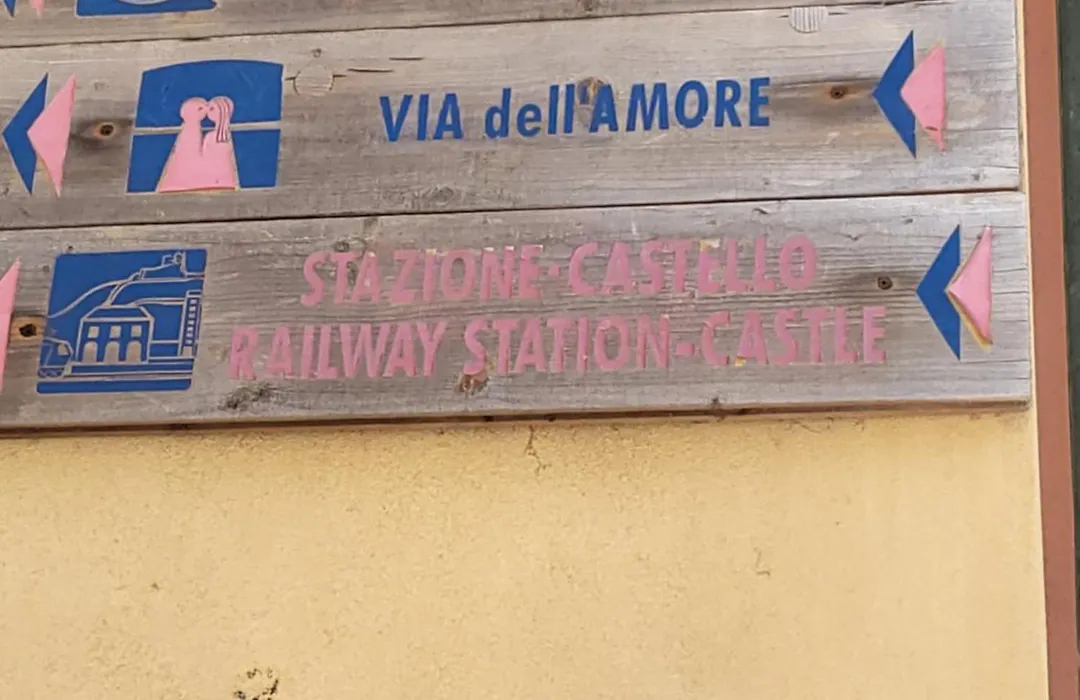 VIA dell'AMORE
STAZIONE-CASTELLO
RAILWAY STATION-CASTLE